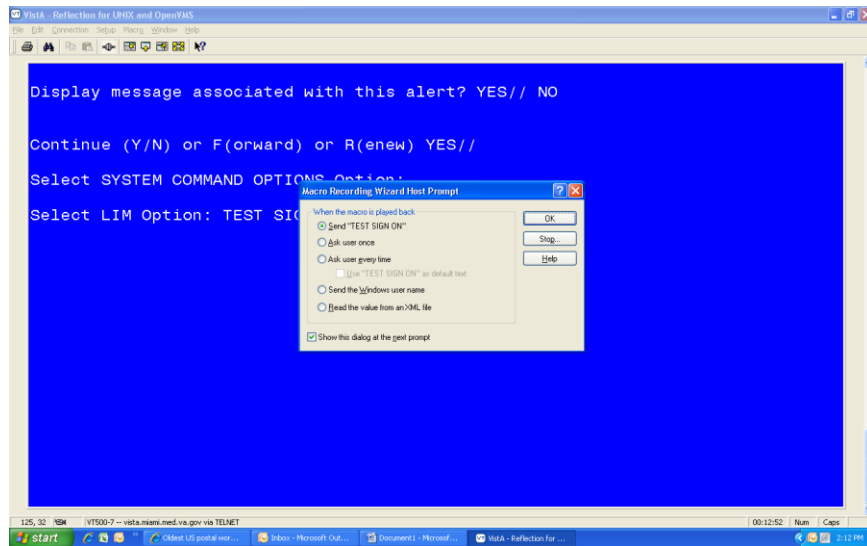 VistA - Reflection for UNIX and OpenVMS
File Edit Connection Setup Macro Window Help
Display message associated with this alert? YES// NO
Continue (Y/N) or F(orward) or R(enew) YES//
Select SYSTEM COMMAND OPTIONS Option:
Select LIM Option: TEST SIG
Macro Recording Wizard Host Prompt
When the macro is played back
Send "TEST SIGN ON"
Ask user once
Ask user every time
Use "TEST SIGN ON" as default text
Send the Windows user name
Read the value from an XML file
Show this dialog at the next prompt
OK
Stop...
Help
125, 32 VT500-7 -- vista.miami.med.va.gov via TELNET 00:12:52 Num Caps
start Oldest US postal wor... Inbox - Microsoft Out... Document1 - Microsof... VistA - Reflection for ... 2:12 PM